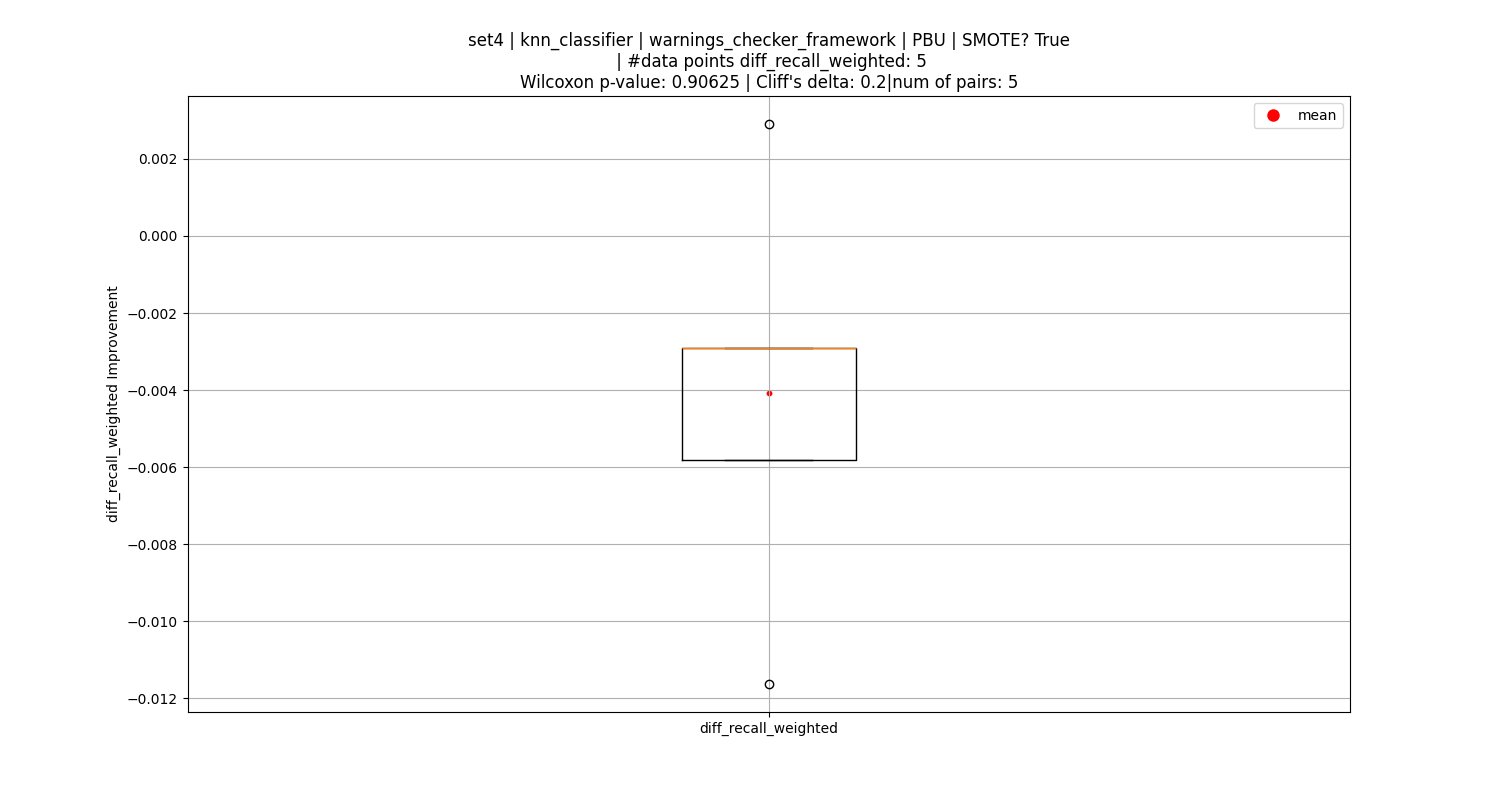 set4 | knn_classifier | warnings_checker_framework | PBU | SMOTE? True
| #data points diff_recall_weighted: 5
Wilcoxon p-value: 0.90625 | Cliff's delta: 0.2|num of pairs: 5
mean
0.002
0.000
−0.002
−0.004
−0.006
−0.008
−0.010
−0.012
diff_recall_weighted Improvement
diff_recall_weighted